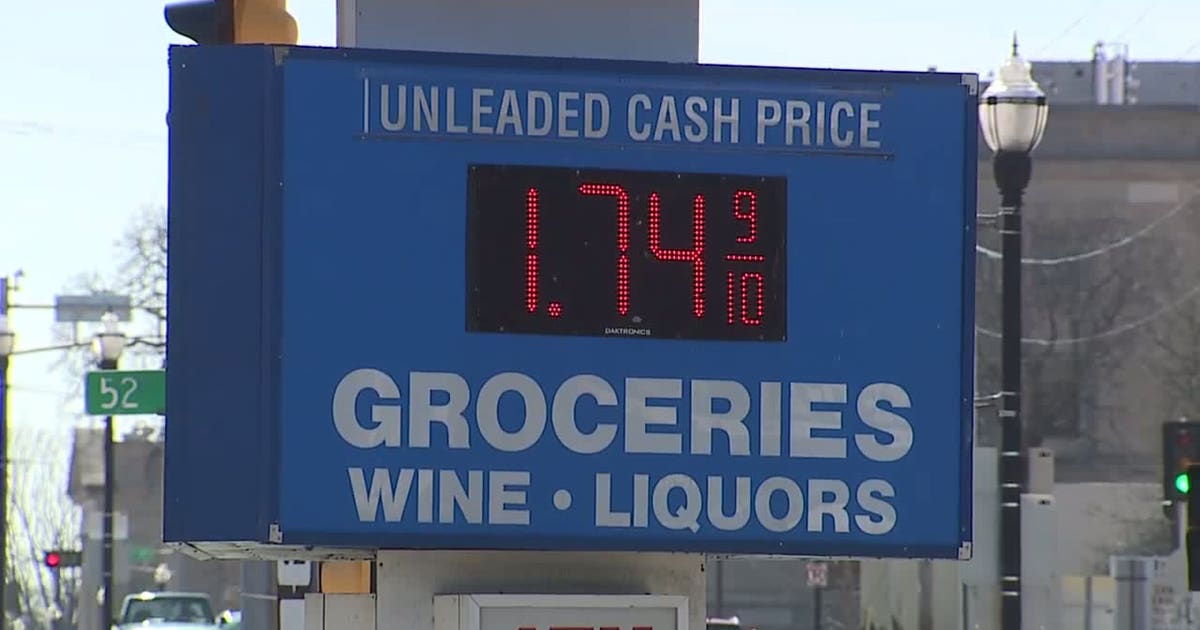 UNLEADED CASH PRICE
1.74 9/10
DAKTRONICS
GROCERIES
WINE • LIQUORS
52